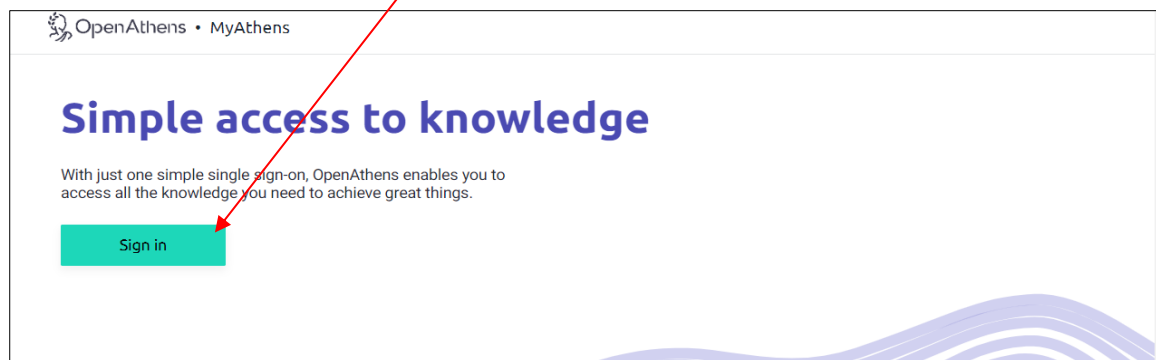 OpenAthens • MyAthens
Simple access to knowledge
With just one simple single sign-on, OpenAthens enables you to
access all the knowledge you need to achieve great things.
Sign in